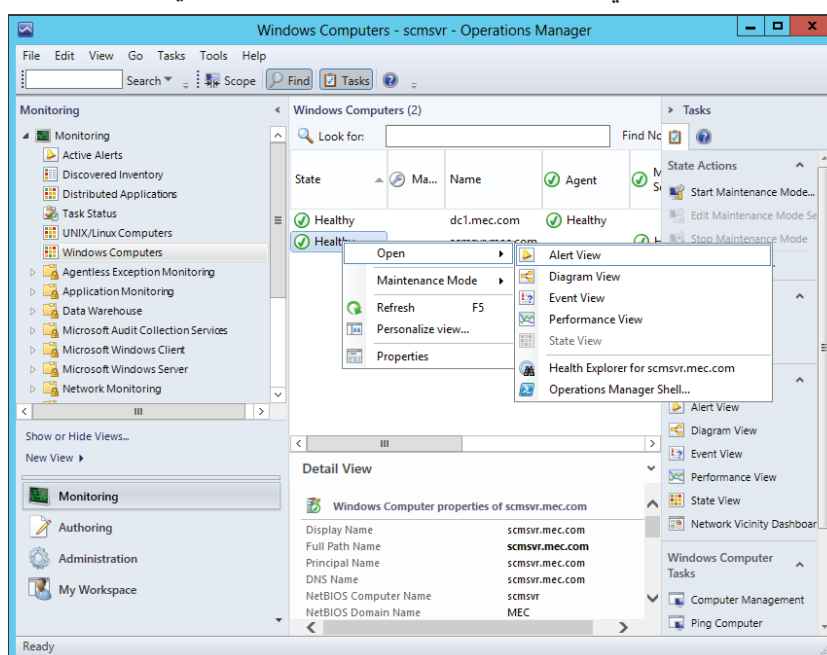 Windows Computers - scmsvr - Operations Manager
File Edit View Go Tasks Tools Help
Search Scope Find Tasks
Monitoring
Monitoring
Active Alerts
Discovered Inventory
Distributed Applications
Task Status
UNIX/Linux Computers
Windows Computers
Agentless Exception Monitoring
Application Monitoring
Data Warehouse
Microsoft Audit Collection Services
Microsoft Windows Client
Microsoft Windows Server
Network Monitoring
Show or Hide Views...
New View
Monitoring
Authoring
Administration
My Workspace
Windows Computers (2)
Look for: Find
State Ma... Name Agent
Healthy dc1.mec.com Healthy
Healthy scmsvr.mec.com
Open
Maintenance Mode
Refresh F5
Personalize view...
Properties
Alert View
Diagram View
Event View
Performance View
State View
Health Explorer for scmsvr.mec.com
Operations Manager Shell...
Detail View
Windows Computer properties of scmsvr.mec.com
Display Name scmsvr.mec.com
Full Path Name scmsvr.mec.com
Principal Name scmsvr.mec.com
DNS Name scmsvr.mec.com
NetBIOS Computer Name scmsvr
NetBIOS Domain Name MEC
Tasks
State Actions
Start Maintenance Mode...
Edit Maintenance Mode Se
Stop Maintenance Mode
Alert View
Diagram View
Event View
Performance View
State View
Network Vicinity Dashboar
Windows Computer
Tasks
Computer Management
Ping Computer
Ready